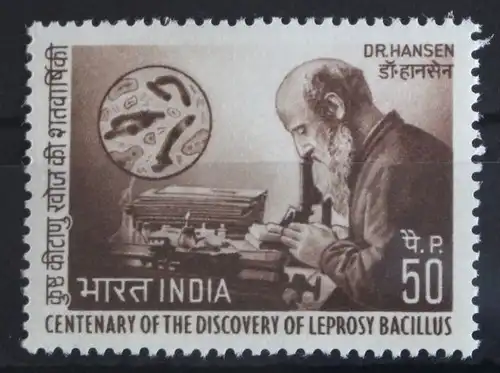 DR.HANSEN
डॉ·हानसेन
कुष्ट कीटाणु खोज की शतवार्षिकी
पै. P.
50
भारत INDIA
CENTENARY OF THE DISCOVERY OF LEPROSY BACILLUS